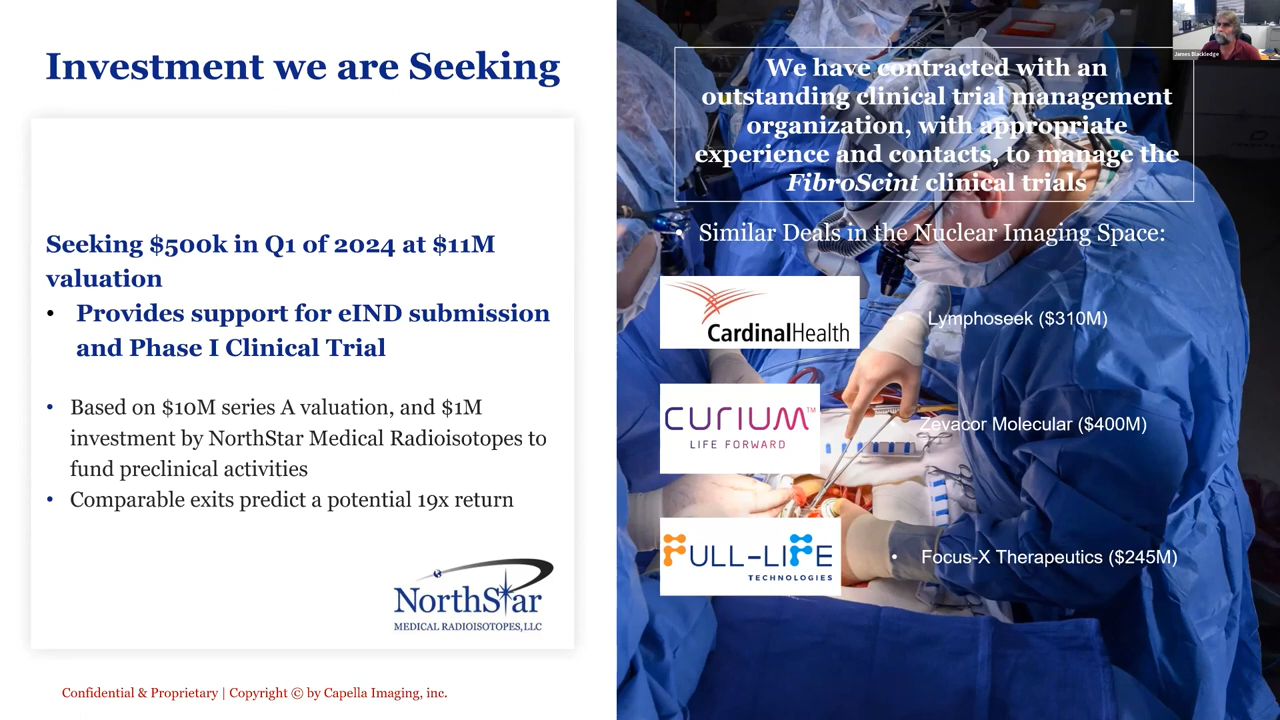 Investment we are Seeking
Seeking $500k in Q1 of 2024 at $11M
valuation
• Provides support for eIND submission
and Phase I Clinical Trial
• Based on $10M series A valuation, and $1M
investment by NorthStar Medical Radioisotopes to
fund preclinical activities
• Comparable exits predict a potential 19x return
NorthStar
MEDICAL RADIOISOTOPES, LLC
Confidential & Proprietary | Copyright © by Capella Imaging, inc.
James Blackledge
We have contracted with an
outstanding clinical trial management
organization, with appropriate
experience and contacts, to manage the
FibroScint clinical trials
• Similar Deals in the Nuclear Imaging Space:
CardinalHealth
• Lymphoseek ($310M)
CURIUM™
LIFE FORWARD
• Zevacor Molecular ($400M)
FULL-LIFE
TECHNOLOGIES
• Focus-X Therapeutics ($245M)